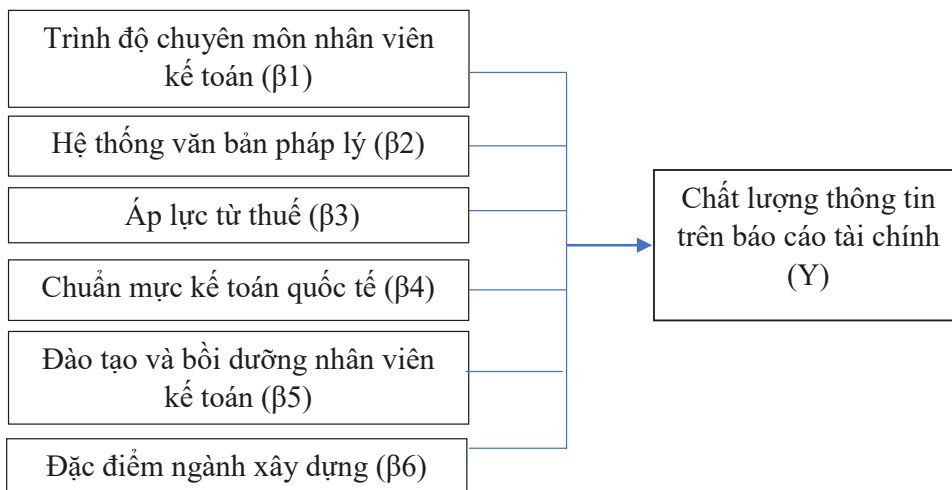 Trình độ chuyên môn nhân viên
kế toán (β1)
Hệ thống văn bản pháp lý (β2)
Áp lực từ thuế (β3)
Chuẩn mực kế toán quốc tế (β4)
Đào tạo và bồi dưỡng nhân viên
kế toán (β5)
Đặc điểm ngành xây dựng (β6)
Chất lượng thông tin
trên báo cáo tài chính
(Y)